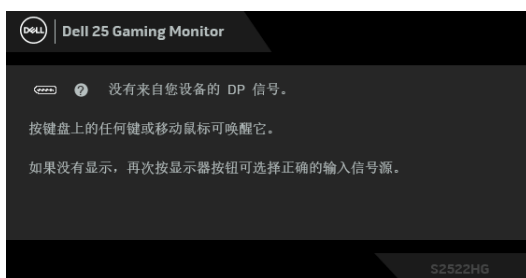 DELL
Dell 25 Gaming Monitor
没有来自您设备的 DP 信号。
按键盘上的任何键或移动鼠标可唤醒它。
如果没有显示，再次按显示器按钮可选择正确的输入信号源。
S2522HG